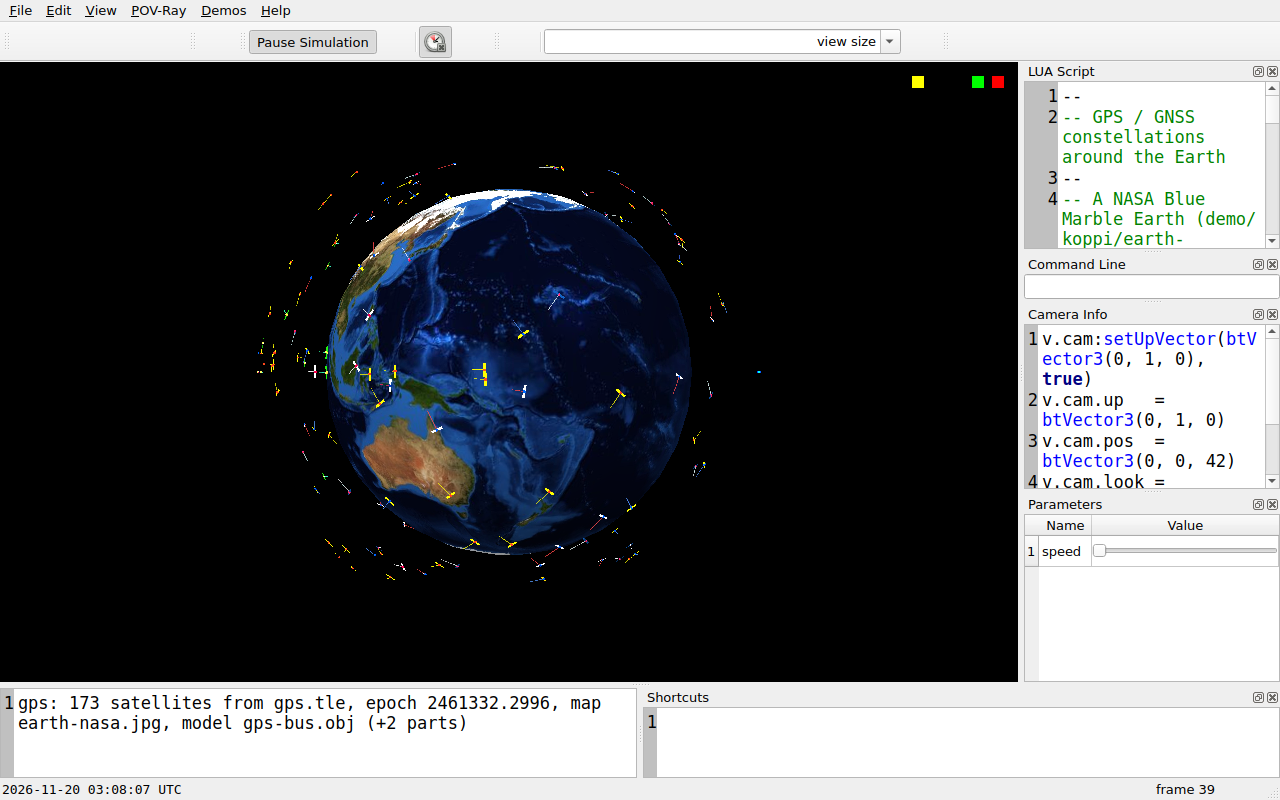 File Edit View POV-Ray Demos Help
Pause Simulation
view size
LUA Script
1 --
2 -- GPS / GNSS
constellations
around the Earth
3 --
4 -- A NASA Blue
Marble Earth (demo/
koppi/earth-
Command Line
Camera Info
1 v.cam:setUpVector(btV
ector3(0, 1, 0),
true)
2 v.cam.up   =
btVector3(0, 1, 0)
3 v.cam.pos  =
btVector3(0, 0, 42)
4 v.cam.look =
Parameters
Name Value
1 speed
1 gps: 173 satellites from gps.tle, epoch 2461332.2996, map
earth-nasa.jpg, model gps-bus.obj (+2 parts)
Shortcuts
1
2026-11-20 03:08:07 UTC
frame 39